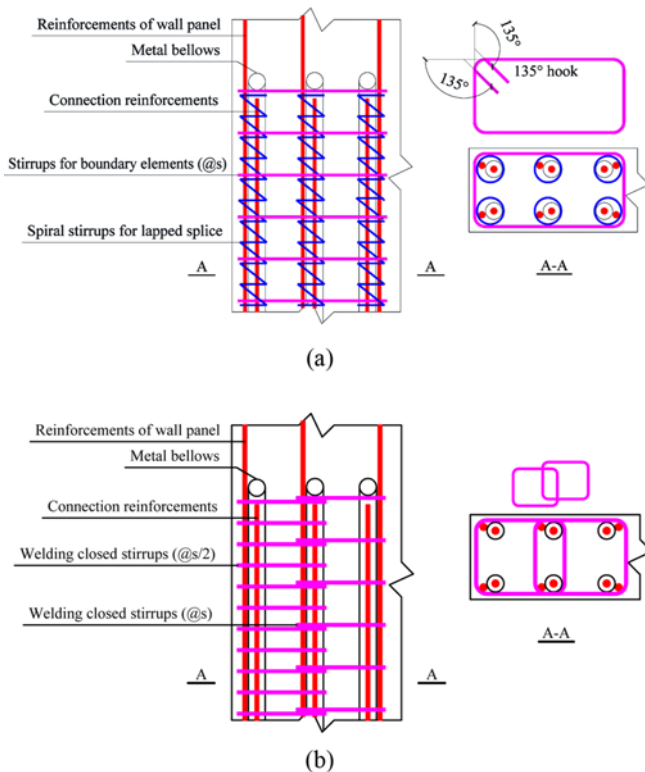 Reinforcements of wall panel
Metal bellows
Connection reinforcements
Stirrups for boundary elements (@s)
Spiral stirrups for lapped splice
A
A
135°
135°
135° hook
A-A
(a)
Reinforcements of wall panel
Metal bellows
Connection reinforcements
Welding closed stirrups (@s/2)
Welding closed stirrups (@s)
A
A
A-A
(b)